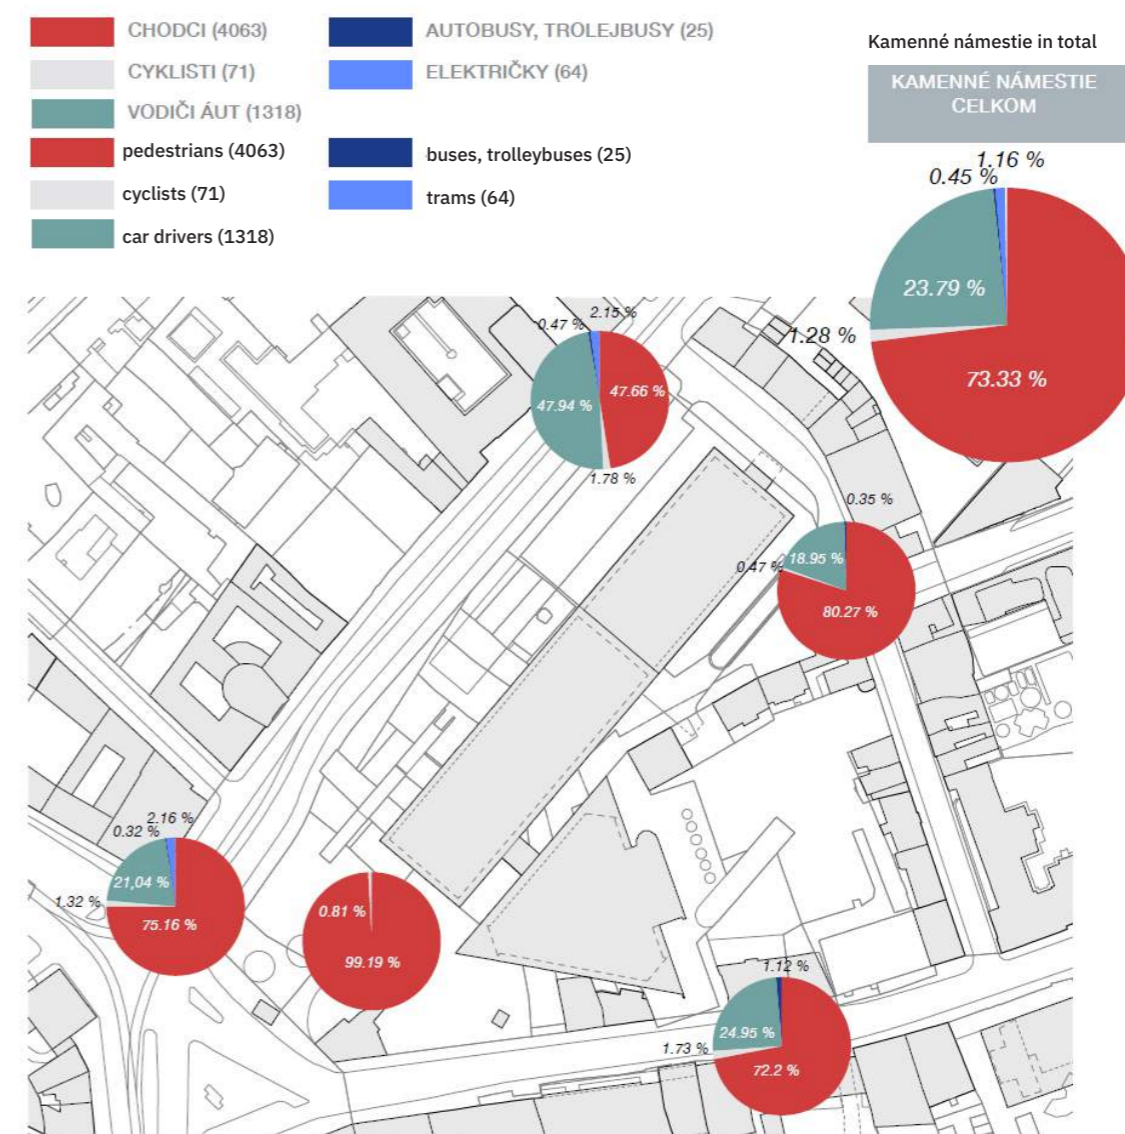 CHODCI (4063)
CYKLISTI (71)
VODIČI ÁUT (1318)
AUTOBUSY, TROLEJBUSY (25)
ELEKTRIČKY (64)
pedestrians (4063)
cyclists (71)
car drivers (1318)
buses, trolleybuses (25)
trams (64)
Kamenné námestie in total
KAMENNÉ NÁMESTIE
CELKOM
1.16 %
0.45 %
23.79 %
1.28 %
73.33 %
2.15 %
0.47 %
47.66 %
47.94 %
1.78 %
0.35 %
18.95 %
0.47 %
80.27 %
2.16 %
0.32 %
21,04 %
1.32 %
75.16 %
0.81 %
99.19 %
1.12 %
24.95 %
1.73 %
72.2 %